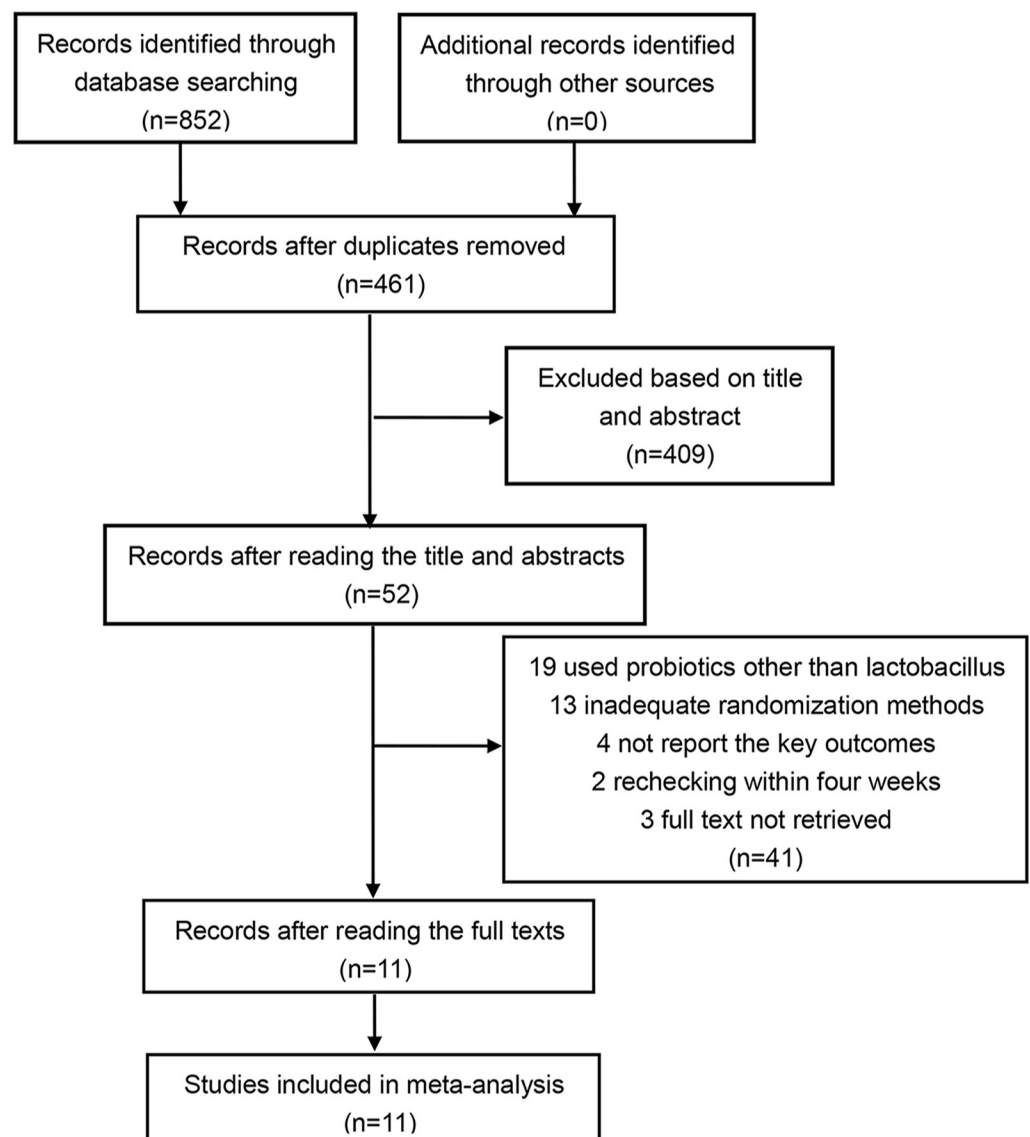 Records identified through
database searching
(n=852)
Additional records identified
through other sources
(n=0)
Records after duplicates removed
(n=461)
Excluded based on title
and abstract
(n=409)
Records after reading the title and abstracts
(n=52)
19 used probiotics other than lactobacillus
13 inadequate randomization methods
4 not report the key outcomes
2 rechecking within four weeks
3 full text not retrieved
(n=41)
Records after reading the full texts
(n=11)
Studies included in meta-analysis
(n=11)